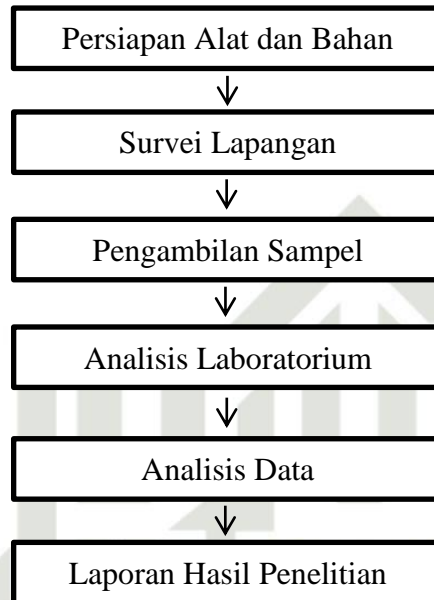 Persiapan Alat dan Bahan
Survei Lapangan
Pengambilan Sampel
Analisis Laboratorium
Analisis Data
Laporan Hasil Penelitian